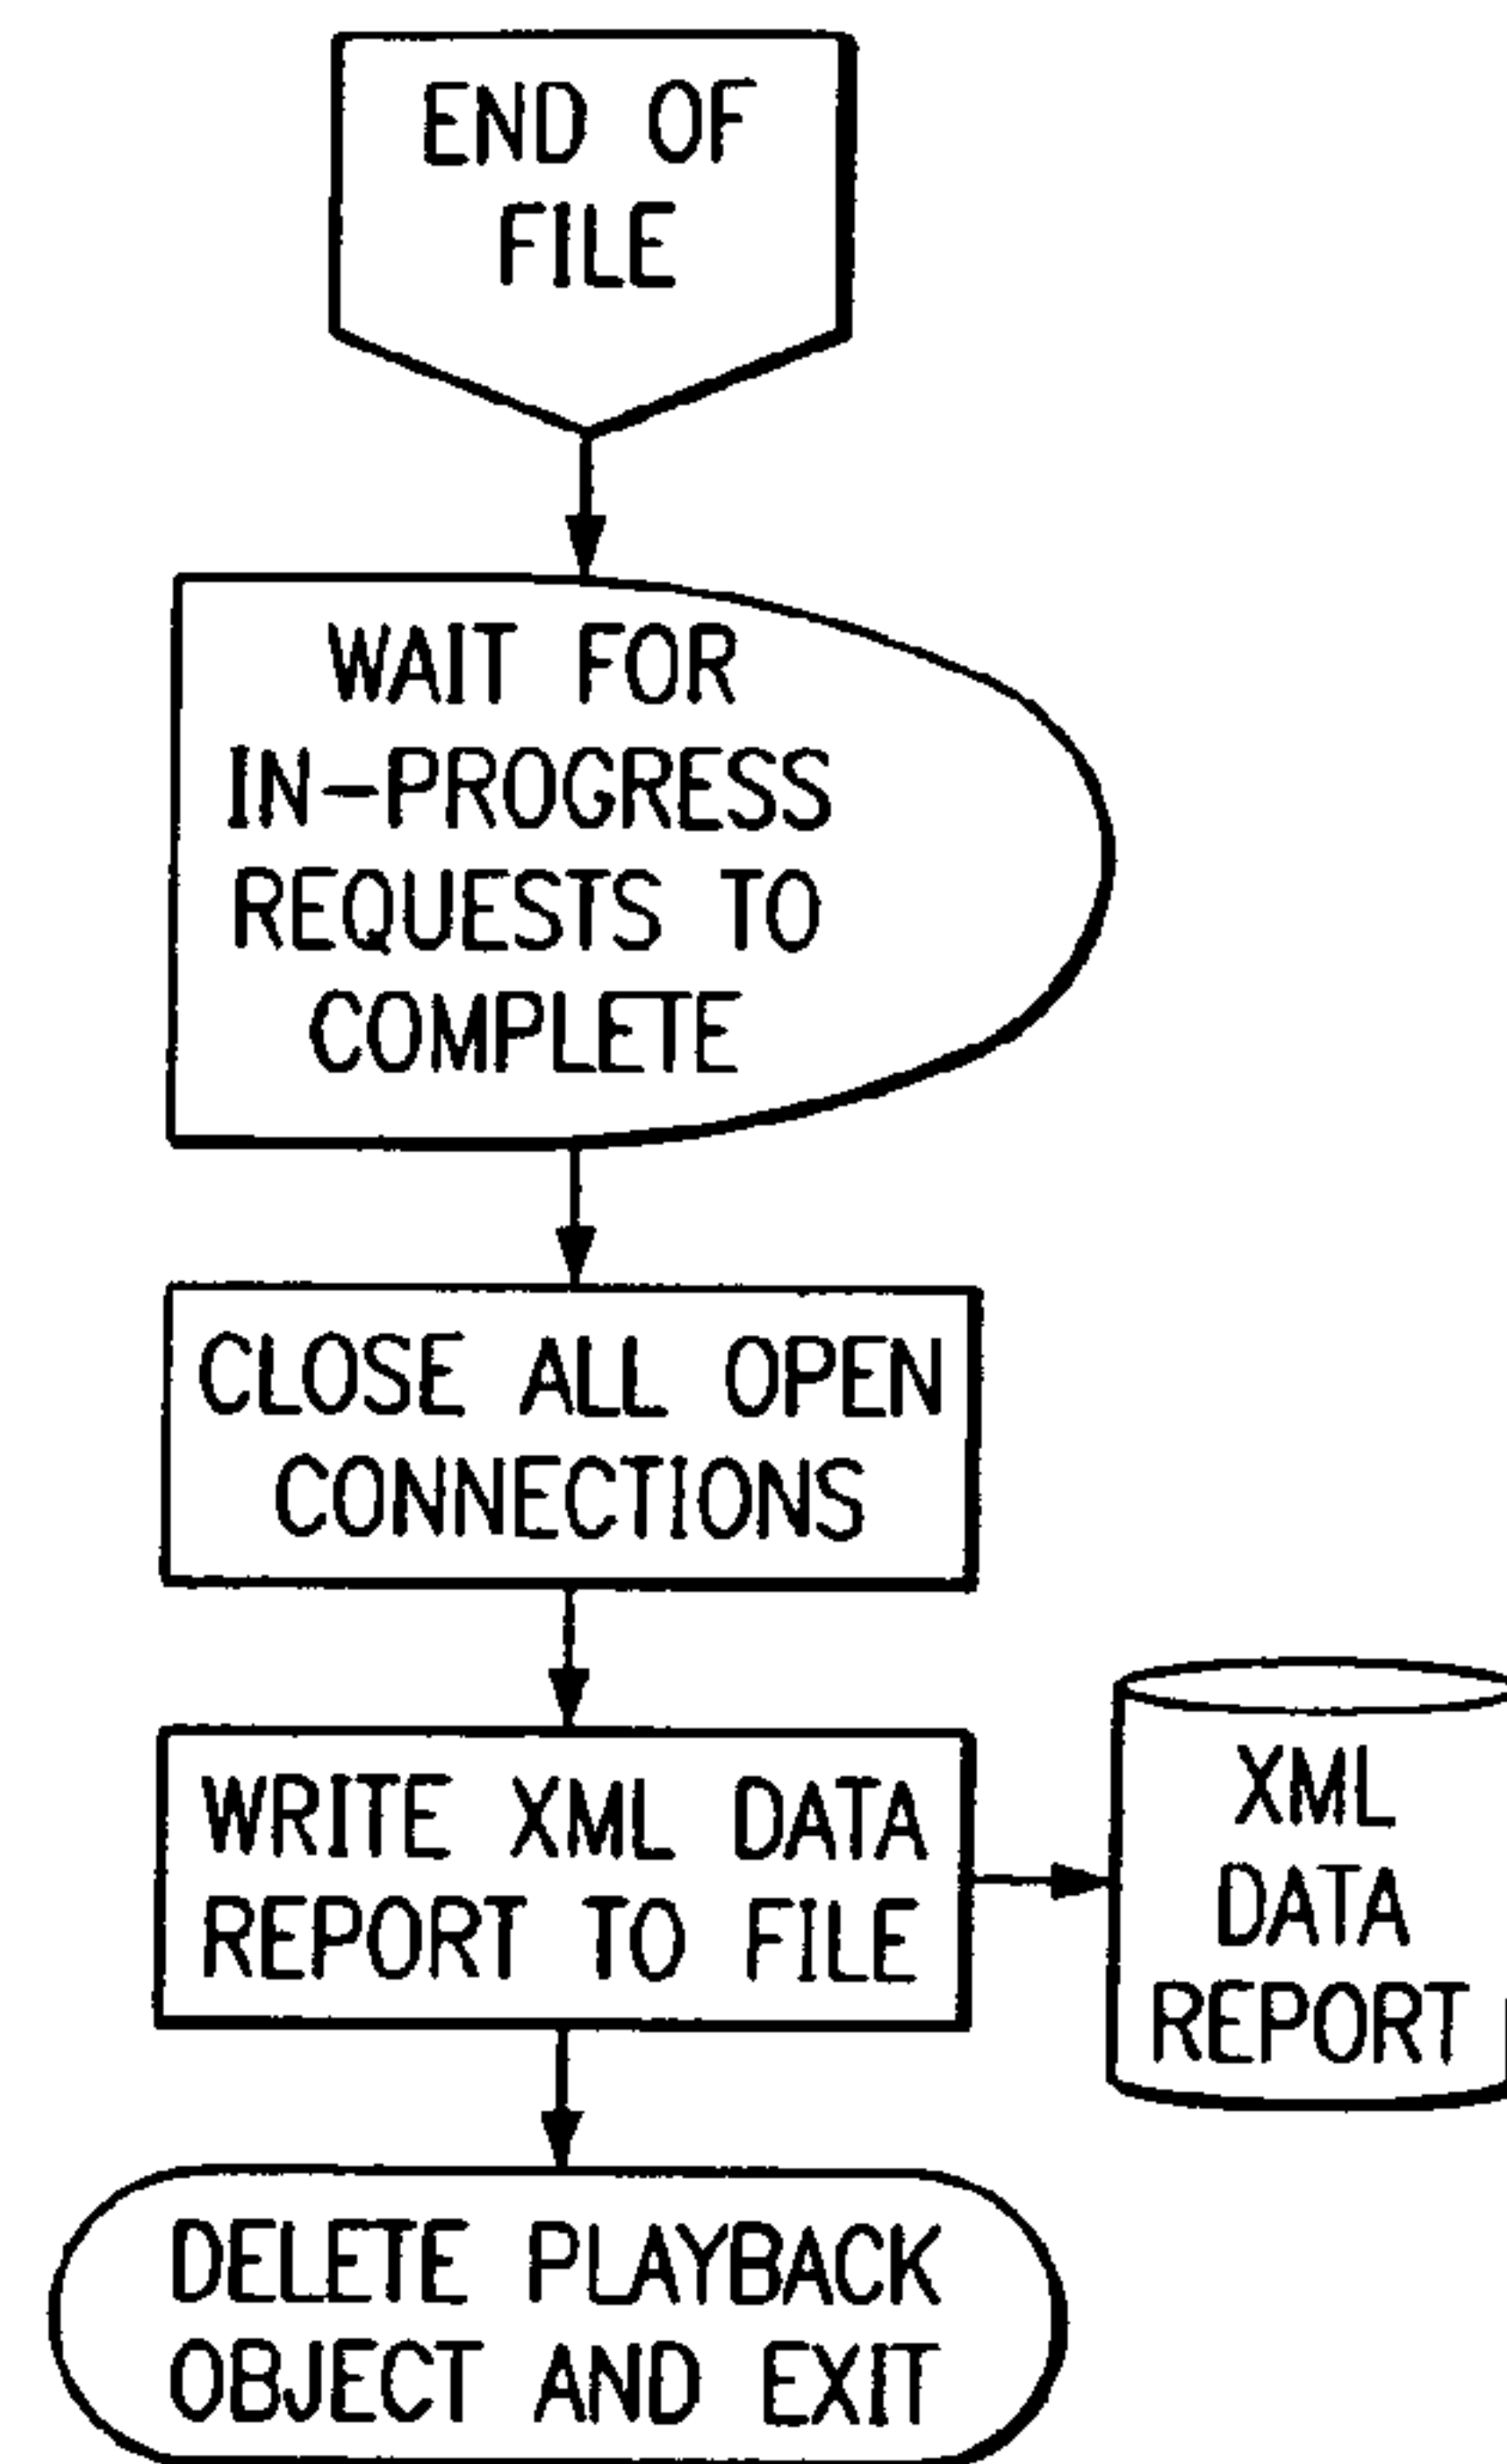 END OF
FILE
WAIT FOR
IN-PROGRESS
REQUESTS TO
COMPLETE
CLOSE ALL OPEN
CONNECTIONS
WRITE XML DATA
REPORT TO FILE
XML
DATA
REPORT
DELETE PLAYBACK
OBJECT AND EXIT